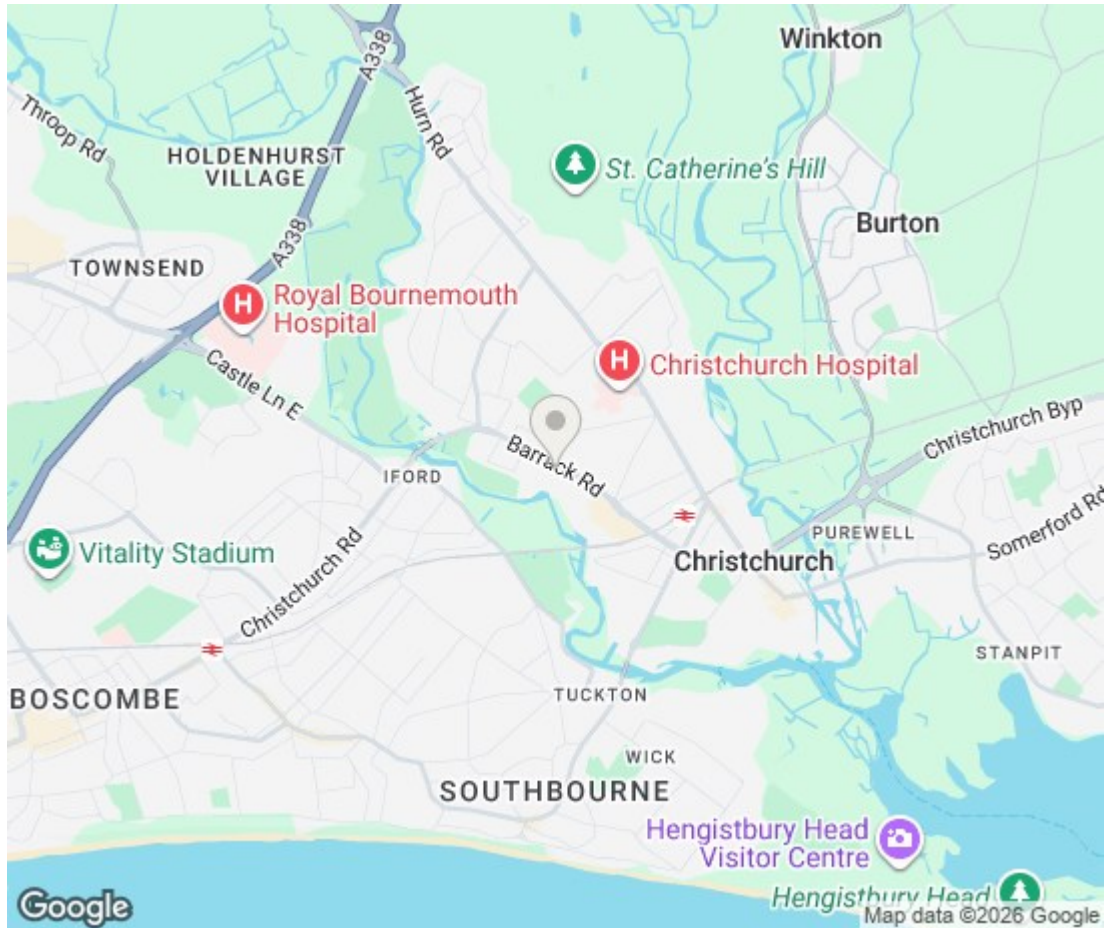 Winkton
A338
Hurn Rd
Throop Rd
HOLDENHURST
VILLAGE
St. Catherine's Hill
Burton
A338
TOWNSEND
Royal Bournemouth
Hospital
H
H
Christchurch Hospital
Castle Ln E
Christchurch Byp
Barrack Rd
IFORD
Somerford Rd
PUREWELL
Vitality Stadium
Christchurch
Christchurch Rd
STANPIT
BOSCOMBE
TUCKTON
WICK
SOUTHBOURNE
Hengistbury Head
Visitor Centre
Hengistbury Head
Google
Map data ©2026 Google